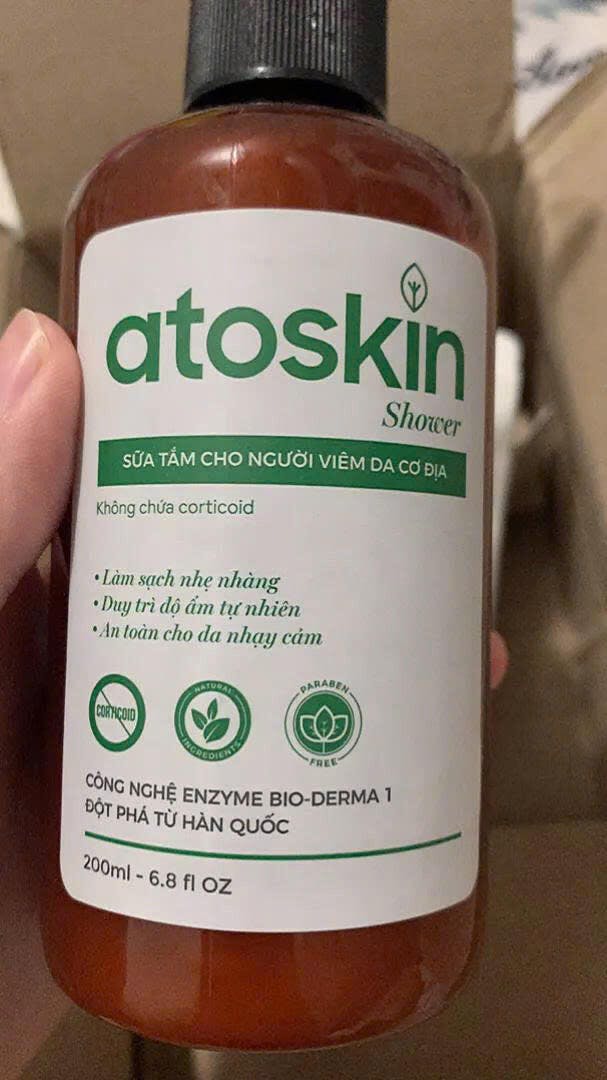 atoskin
Shower
SỮA TẮM CHO NGƯỜI VIÊM DA CƠ ĐỊA
Không chứa corticoid
• Làm sạch nhẹ nhàng
• Duy trì độ ẩm tự nhiên
• An toàn cho da nhạy cảm
CORTICOID
NATURAL INGREDIENTS
PARABEN FREE
CÔNG NGHỆ ENZYME BIO-DERMA 1
ĐỘT PHÁ TỪ HÀN QUỐC
200ml - 6.8 fl OZ